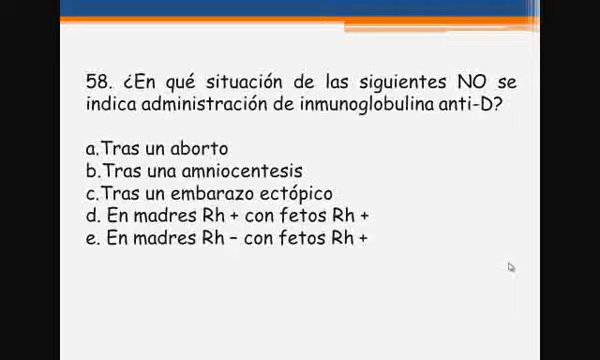 58. ¿En qué situación de las siguientes NO se
indica administración de inmunoglobulina anti-D?
a.Tras un aborto
b.Tras una amniocentesis
c.Tras un embarazo ectópico
d. En madres Rh + con fetos Rh +
e. En madres Rh – con fetos Rh +